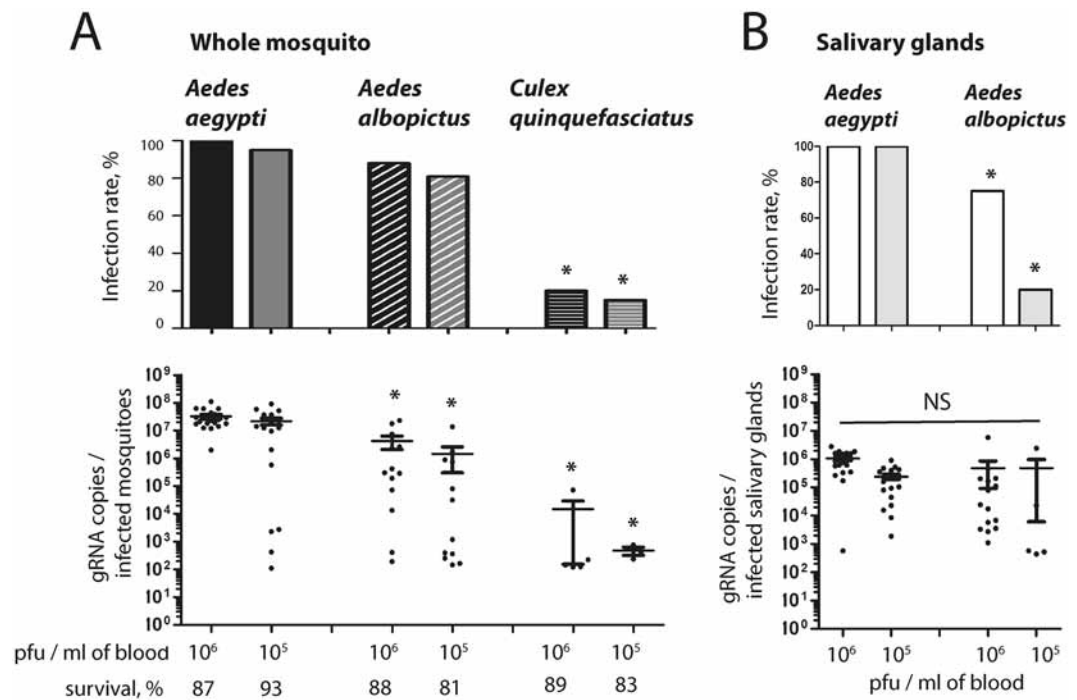 A
Whole mosquito
Aedes aegypti
Aedes albopictus
Culex quinquefasciatus
Infection rate, %
100
80
60
40
20
0
* *
gRNA copies / infected mosquitoes
10⁹
10⁸
10⁷
10⁶
10⁵
10⁴
10³
10²
10¹
10⁰
* * * *
pfu / ml of blood 10⁶ 10⁵ 10⁶ 10⁵ 10⁶ 10⁵
survival, % 87 93 88 81 89 83
B
Salivary glands
Aedes aegypti
Aedes albopictus
Infection rate, %
100
80
60
40
20
0
* *
gRNA copies / infected salivary glands
10⁹
10⁸
10⁷
10⁶
10⁵
10⁴
10³
10²
10¹
10⁰
NS
10⁶ 10⁵ 10⁶ 10⁵
pfu / ml of blood